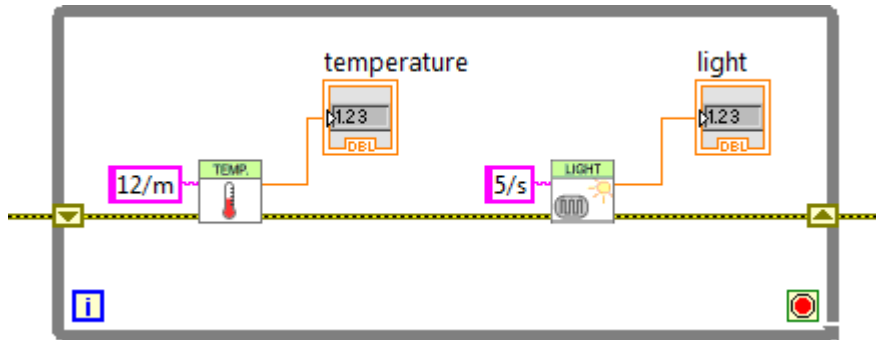 temperature
light
1.23
DBL
1.23
DBL
TEMP.
12/m
LIGHT
5/s
i